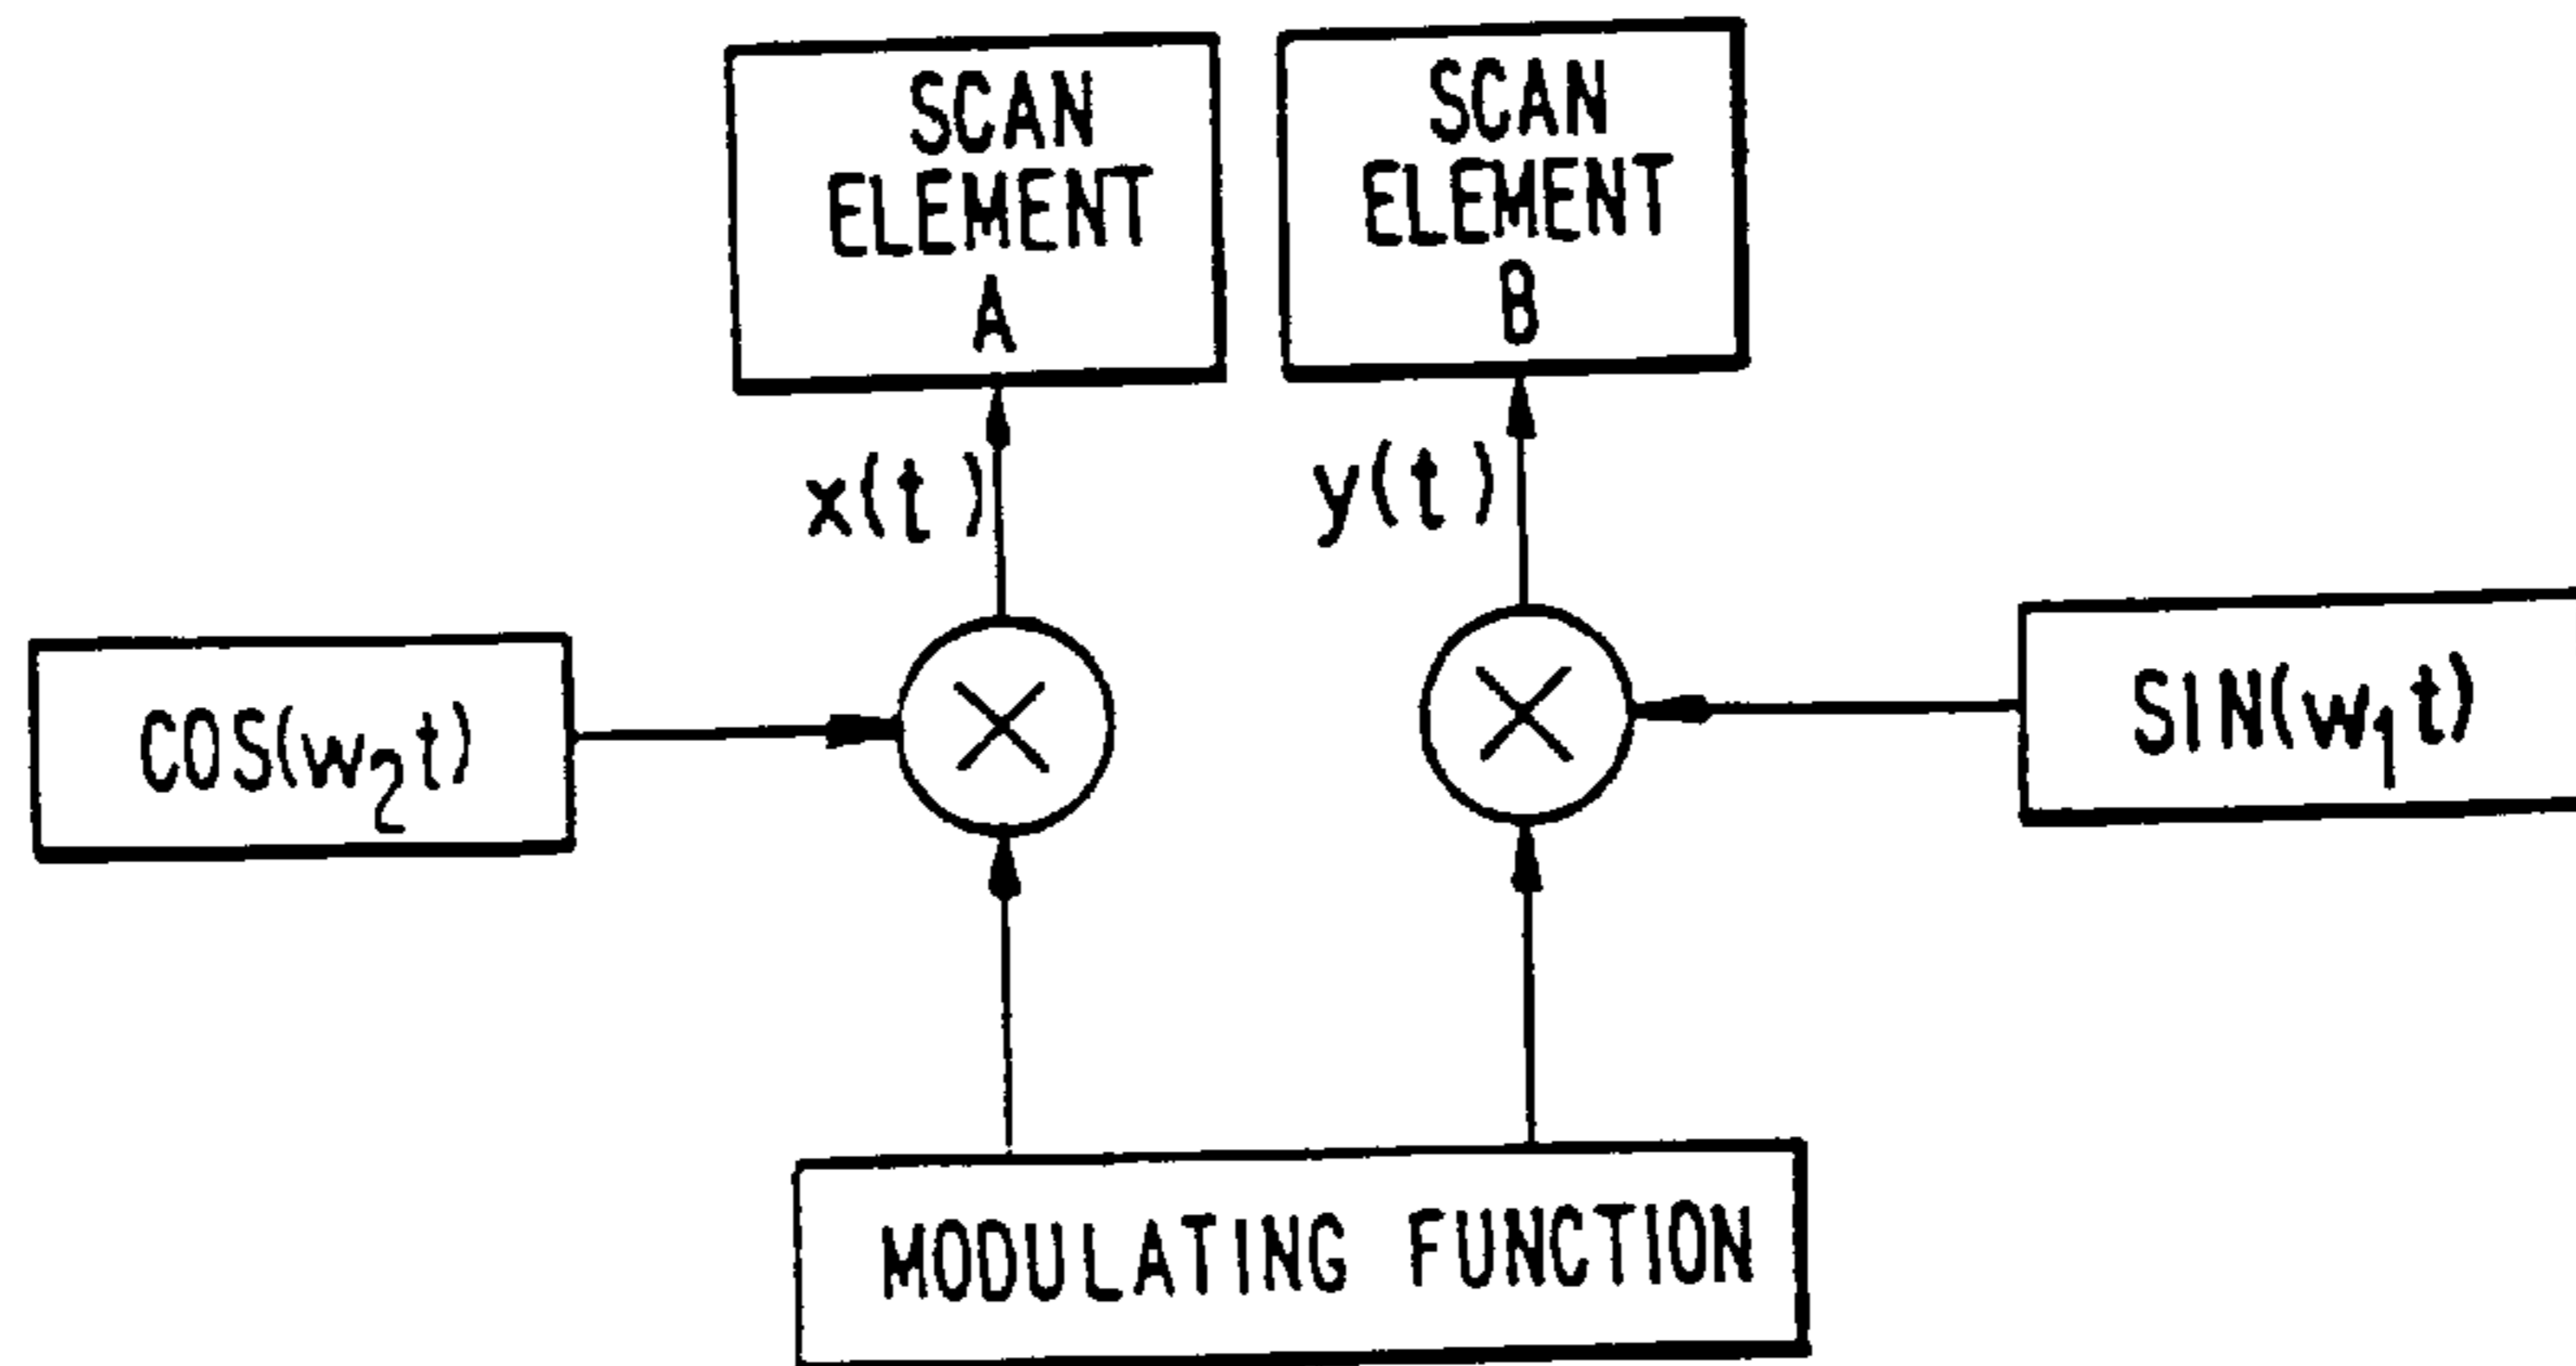 SCAN
ELEMENT
A
SCAN
ELEMENT
B
x(t)
y(t)
COS(w₂t)
SIN(w₁t)
MODULATING FUNCTION